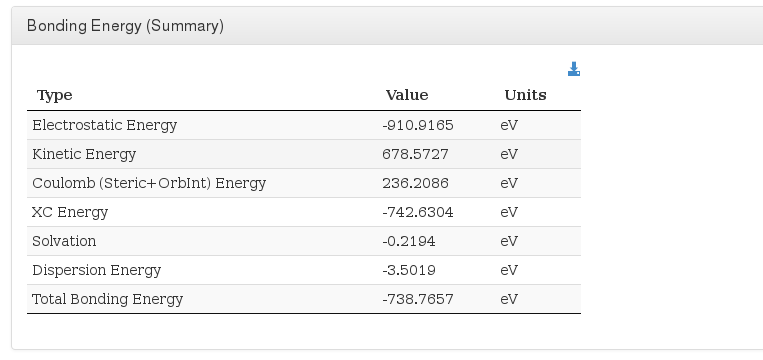 Bonding Energy (Summary)
Type Value Units
Electrostatic Energy -910.9165 eV
Kinetic Energy 678.5727 eV
Coulomb (Steric+OrbInt) Energy 236.2086 eV
XC Energy -742.6304 eV
Solvation -0.2194 eV
Dispersion Energy -3.5019 eV
Total Bonding Energy -738.7657 eV